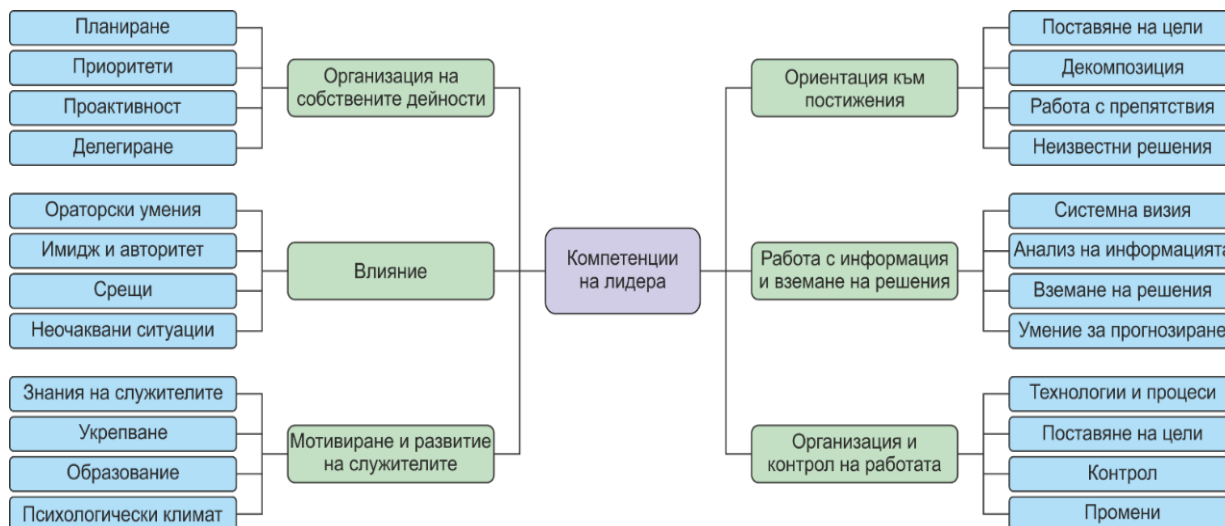 Планиране
Приоритети
Проактивност
Делегиране
Организация на
собствените дейности
Ораторски умения
Имидж и авторитет
Срещи
Неочаквани ситуации
Влияние
Знания на служителите
Укрепване
Образование
Психологически климат
Мотивиране и развитие
на служителите
Компетенции
на лидера
Ориентация към
постижения
Поставяне на цели
Декомпозиция
Работа с препятствия
Неизвестни решения
Работа с информация
и вземане на решения
Системна визия
Анализ на информацията
Вземане на решения
Умение за прогнозиране
Организация и
контрол на работата
Технологии и процеси
Поставяне на цели
Контрол
Промени